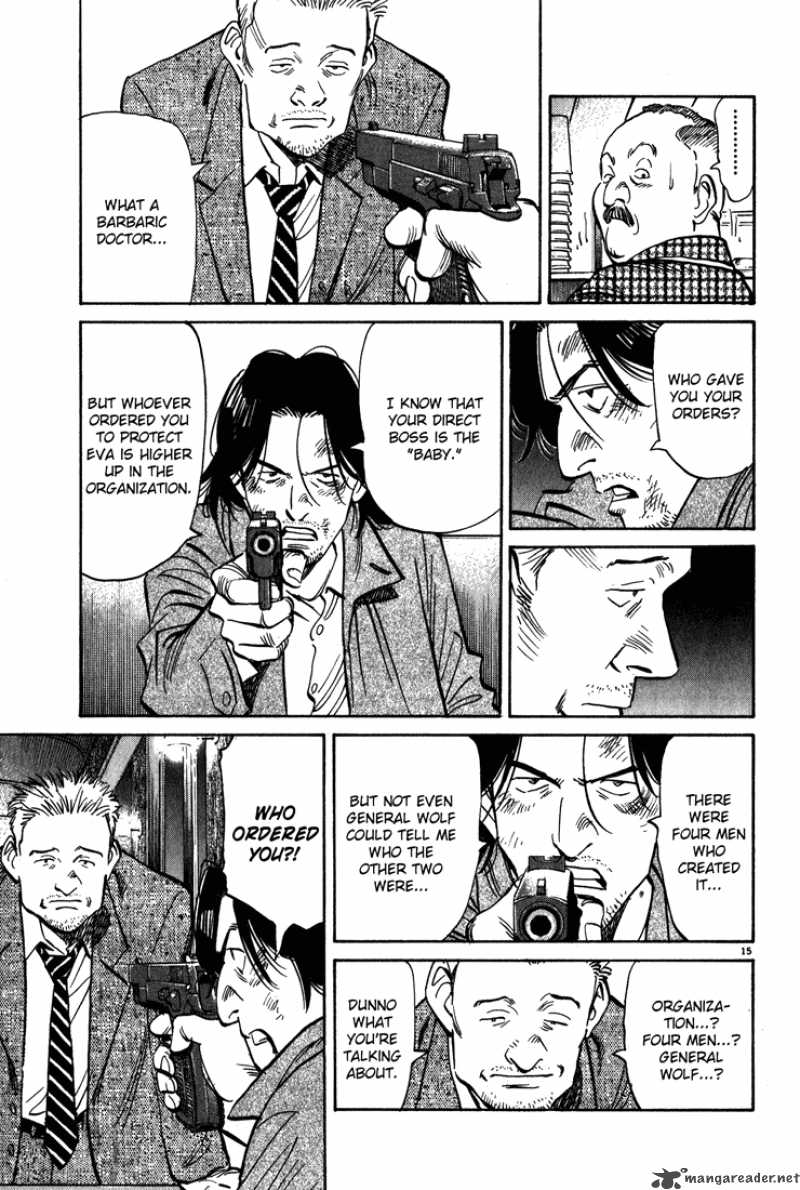 .........
WHAT A
BARBARIC
DOCTOR...
WHO GAVE
YOU YOUR
ORDERS?
I KNOW THAT
YOUR DIRECT
BOSS IS THE
"BABY."
BUT WHOEVER
ORDERED YOU
TO PROTECT
EVA IS HIGHER
UP IN THE
ORGANIZATION.
THERE
WERE
FOUR MEN
WHO
CREATED
IT...
BUT NOT EVEN
GENERAL WOLF
COULD TELL ME
WHO THE
OTHER TWO
WERE...
15
ORGANIZA-
TION...?
FOUR MEN...?
GENERAL
WOLF...?
DUNNO
WHAT
YOU'RE
TALKING
ABOUT.
WHO
ORDERED
YOU?!
mangareader.net